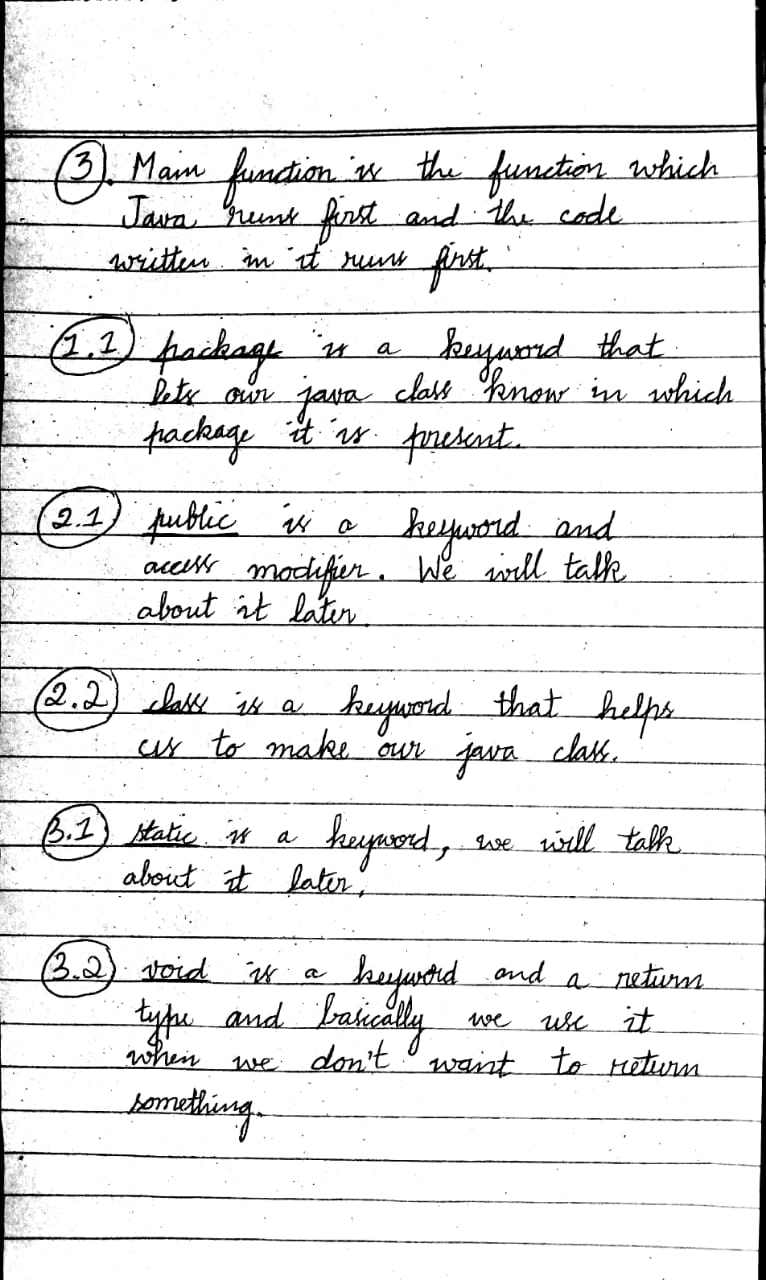 3. Main function is the function which
Java runs first and the code
written in it runs first.
1.1 package is a keyword that
lets our java class know in which
package it is present.
2.1 public is a keyword and
access modifier. We will talk
about it later.
2.2 class is a keyword that helps
us to make our java class.
3.1 static is a keyword, we will talk
about it later.
3.2 void is a keyword and a return
type and basically we use it
when we don't want to return
something.